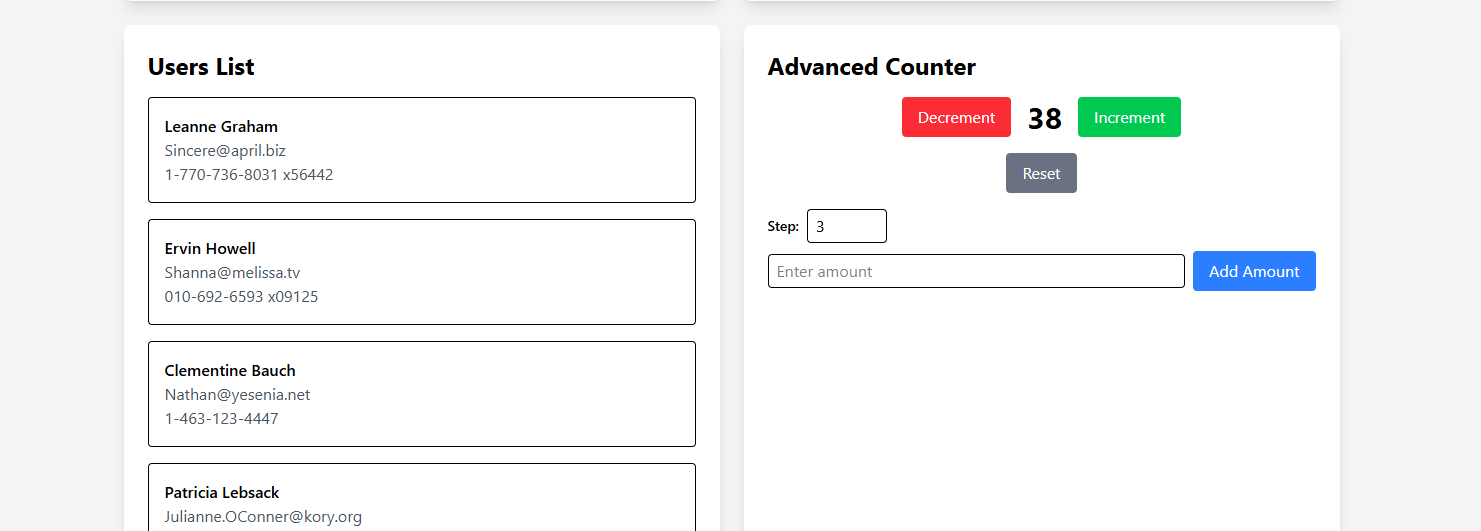 Users List
Leanne Graham
Sincere@april.biz
1-770-736-8031 x56442
Ervin Howell
Shanna@melissa.tv
010-692-6593 x09125
Clementine Bauch
Nathan@yesenia.net
1-463-123-4447
Patricia Lebsack
Julianne.OConner@kory.org
Advanced Counter
Decrement 38 Increment
Reset
Step: 3
Enter amount Add Amount